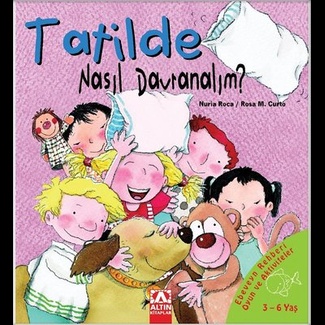 Tatilde
Nasıl Davranalım?
Nuria Roca / Rosa M. Curto
Ebeveyn Rehberi
Oyun ve Aktiviteler
3 – 6 Yaş
ALTIN
KİTAPLAR